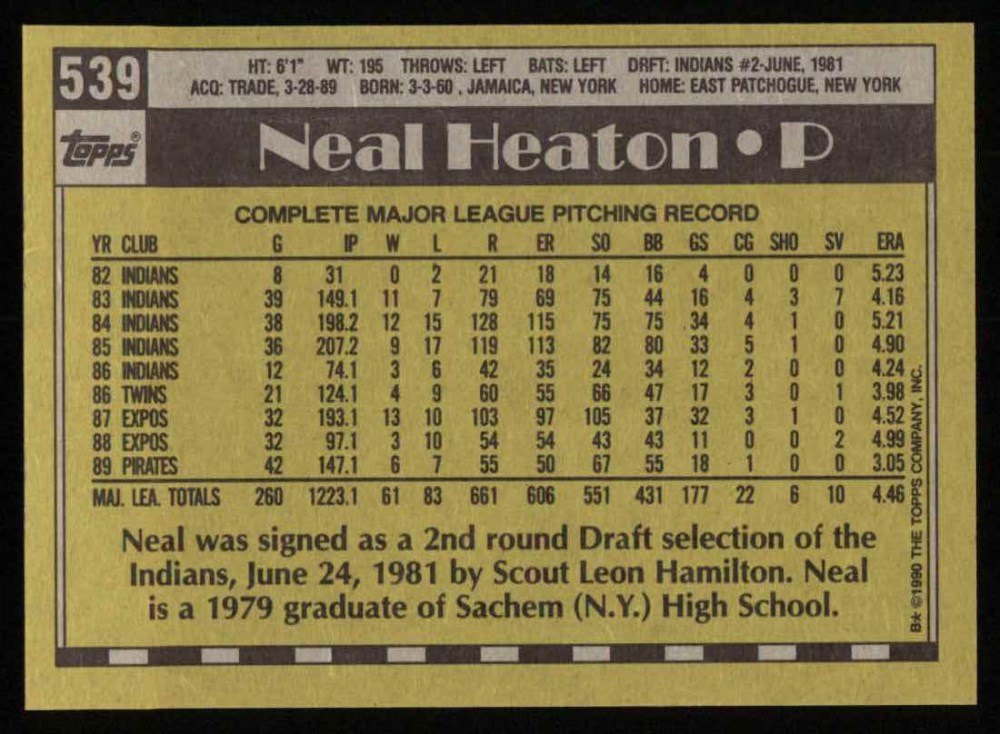 539
HT: 6'1" WT: 195 THROWS: LEFT BATS: LEFT DRFT: INDIANS #2-JUNE, 1981
ACQ: TRADE, 3-28-89 BORN: 3-3-60 , JAMAICA, NEW YORK HOME: EAST PATCHOGUE, NEW YORK
topps®
Neal Heaton • P
COMPLETE MAJOR LEAGUE PITCHING RECORD
YR CLUB G IP W L R ER SO BB GS CG SHO SV ERA
82 INDIANS 8 31 0 2 21 18 14 16 4 0 0 0 5.23
83 INDIANS 39 149.1 11 7 79 69 75 44 16 4 3 7 4.16
84 INDIANS 38 198.2 12 15 128 115 75 75 34 4 1 0 5.21
85 INDIANS 36 207.2 9 17 119 113 82 80 33 5 1 0 4.90
86 INDIANS 12 74.1 3 6 42 35 24 34 12 2 0 0 4.24
86 TWINS 21 124.1 4 9 60 55 66 47 17 3 0 1 3.98
87 EXPOS 32 193.1 13 10 103 97 105 37 32 3 1 0 4.52
88 EXPOS 32 97.1 3 10 54 54 43 43 11 0 0 2 4.99
89 PIRATES 42 147.1 6 7 55 50 67 55 18 1 0 0 3.05
MAJ. LEA. TOTALS 260 1223.1 61 83 661 606 551 431 177 22 6 10 4.46
Neal was signed as a 2nd round Draft selection of the
Indians, June 24, 1981 by Scout Leon Hamilton. Neal
is a 1979 graduate of Sachem (N.Y.) High School.
B* ©1990 THE TOPPS COMPANY, INC.